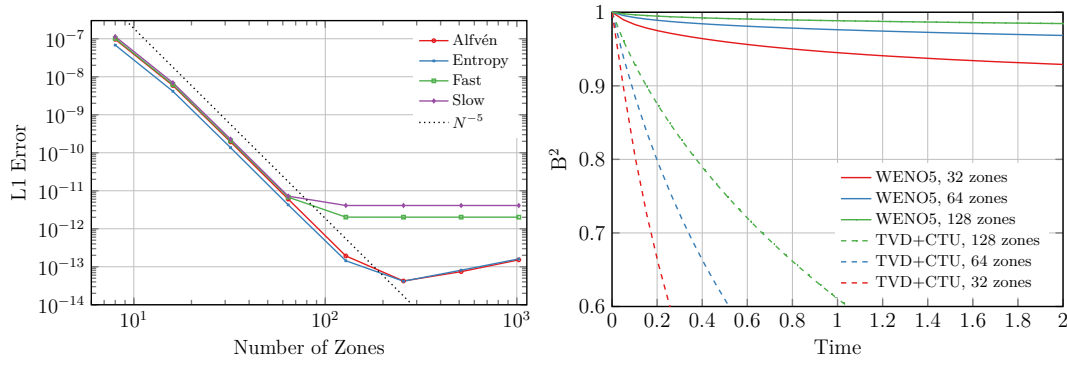 10^-7
10^-8
10^-9
10^-10
10^-11
10^-12
10^-13
10^-14
L1 Error
10^1
10^2
10^3
Number of Zones
Alfvén
Entropy
Fast
Slow
N^-5
1
0.9
0.8
0.7
0.6
B^2
0
0.2
0.4
0.6
0.8
1
1.2
1.4
1.6
1.8
2
Time
WENO5, 32 zones
WENO5, 64 zones
WENO5, 128 zones
TVD+CTU, 128 zones
TVD+CTU, 64 zones
TVD+CTU, 32 zones